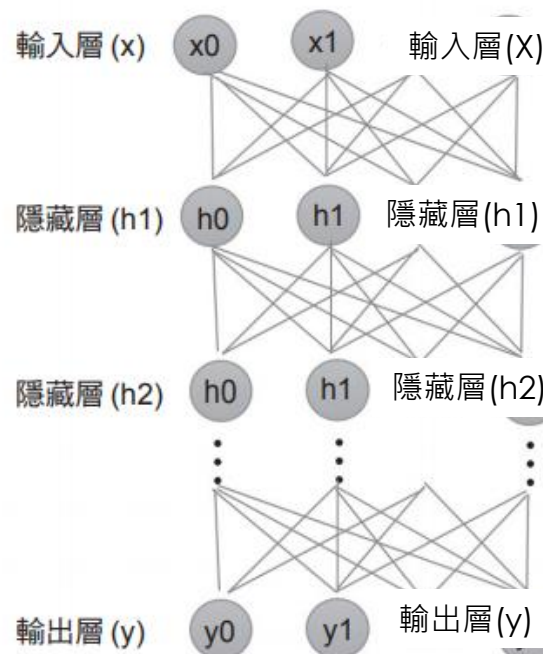 輸入層 (x) x0 x1 輸入層(X)
隱藏層 (h1) h0 h1 隱藏層(h1)
隱藏層 (h2) h0 h1 隱藏層(h2)
輸出層 (y) y0 y1 輸出層(y)